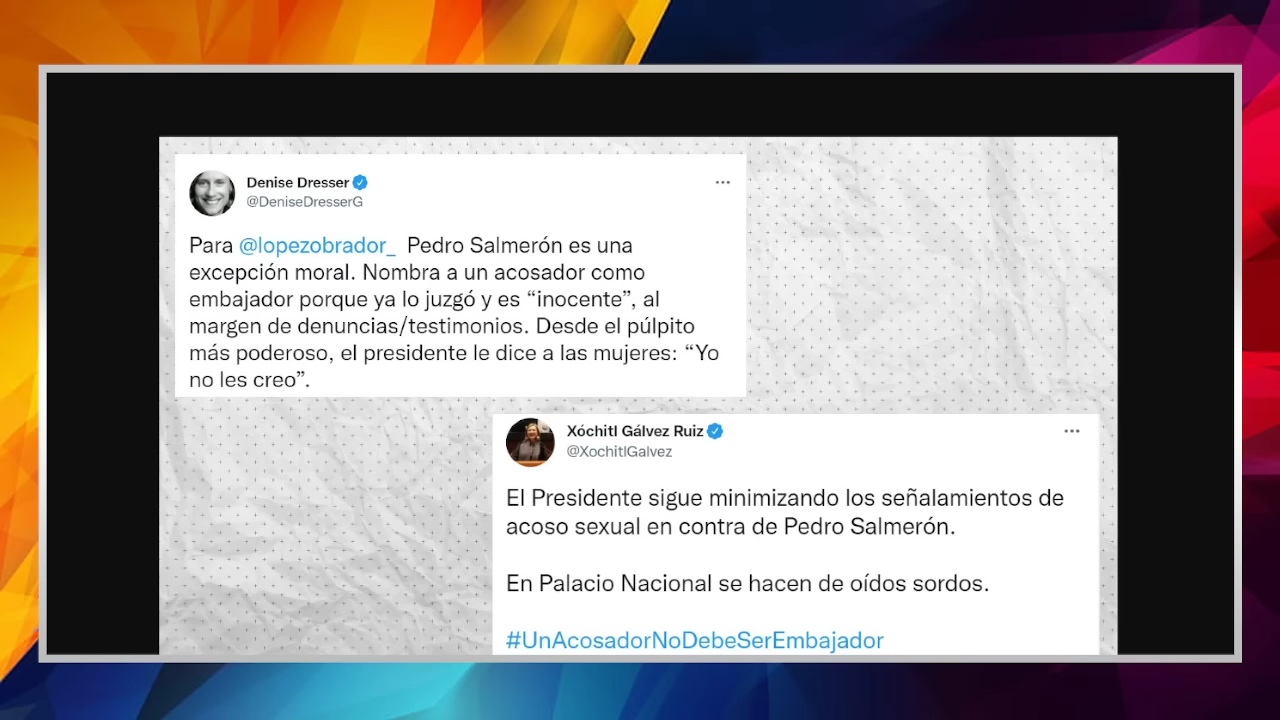 Denise Dresser
@DeniseDresserG
Para @lopezobrador_ Pedro Salmerón es una
excepción moral. Nombra a un acosador como
embajador porque ya lo juzgó y es “inocente”, al
margen de denuncias/testimonios. Desde el púlpito
más poderoso, el presidente le dice a las mujeres: “Yo
no les creo”.
Xóchitl Gálvez Ruiz
@XochitlGalvez
El Presidente sigue minimizando los señalamientos de
acoso sexual en contra de Pedro Salmerón.
En Palacio Nacional se hacen de oídos sordos.
#UnAcosadorNoDebeSerEmbajador